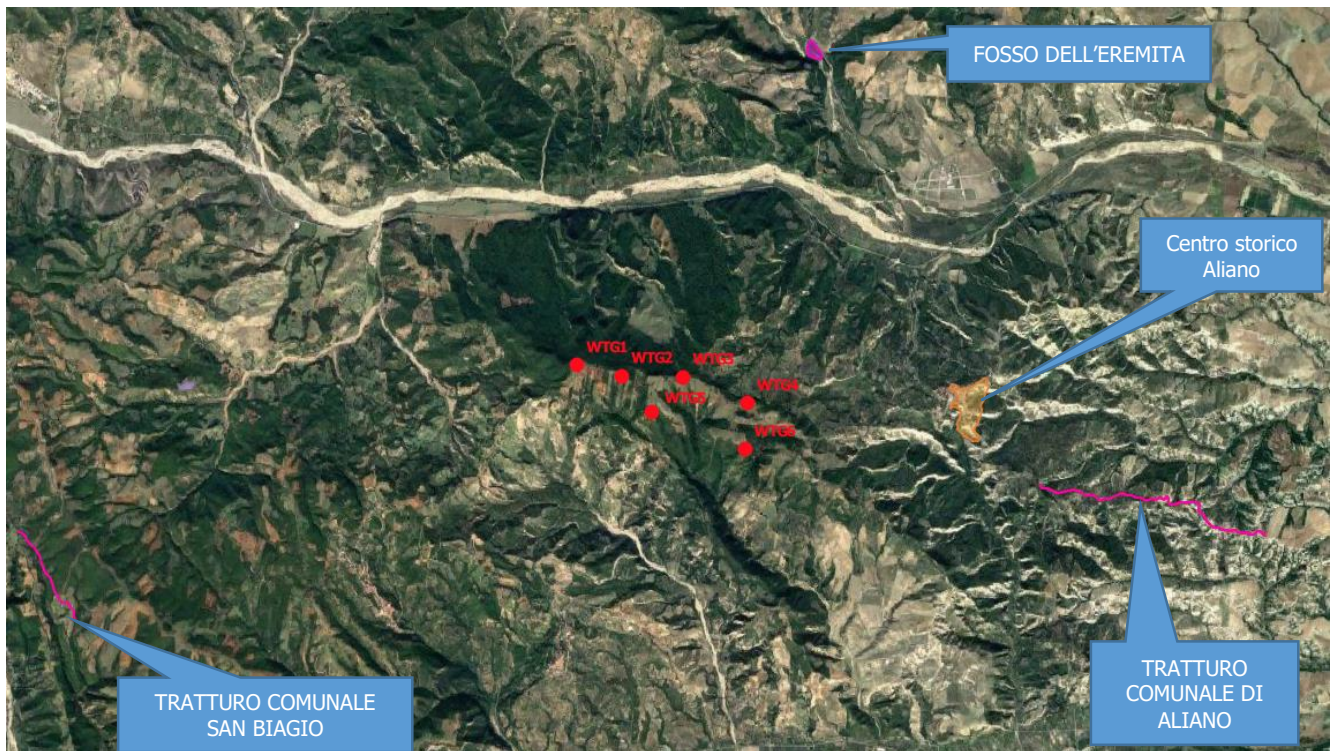 FOSSO DELL'EREMITA
Centro storico
Aliano
WTG1
WTG2
WTG3
WTG4
WTG5
WTG6
TRATTURO COMUNALE
SAN BIAGIO
TRATTURO
COMUNALE DI
ALIANO